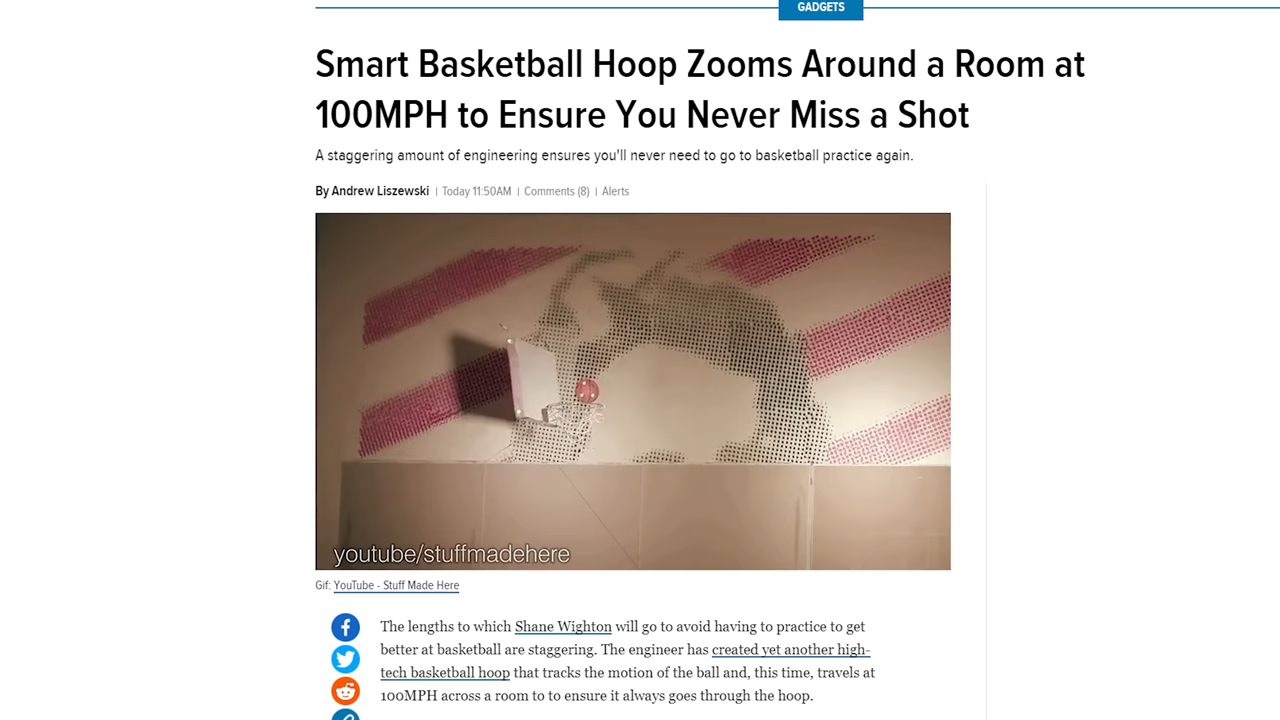 GADGETS
Smart Basketball Hoop Zooms Around a Room at
100MPH to Ensure You Never Miss a Shot
A staggering amount of engineering ensures you'll never need to go to basketball practice again.
By Andrew Liszewski | Today 11:50AM | Comments (8) | Alerts
youtube/stuffmadehere
Gif: YouTube - Stuff Made Here
The lengths to which Shane Wighton will go to avoid having to practice to get
better at basketball are staggering. The engineer has created yet another high-
tech basketball hoop that tracks the motion of the ball and, this time, travels at
100MPH across a room to to ensure it always goes through the hoop.